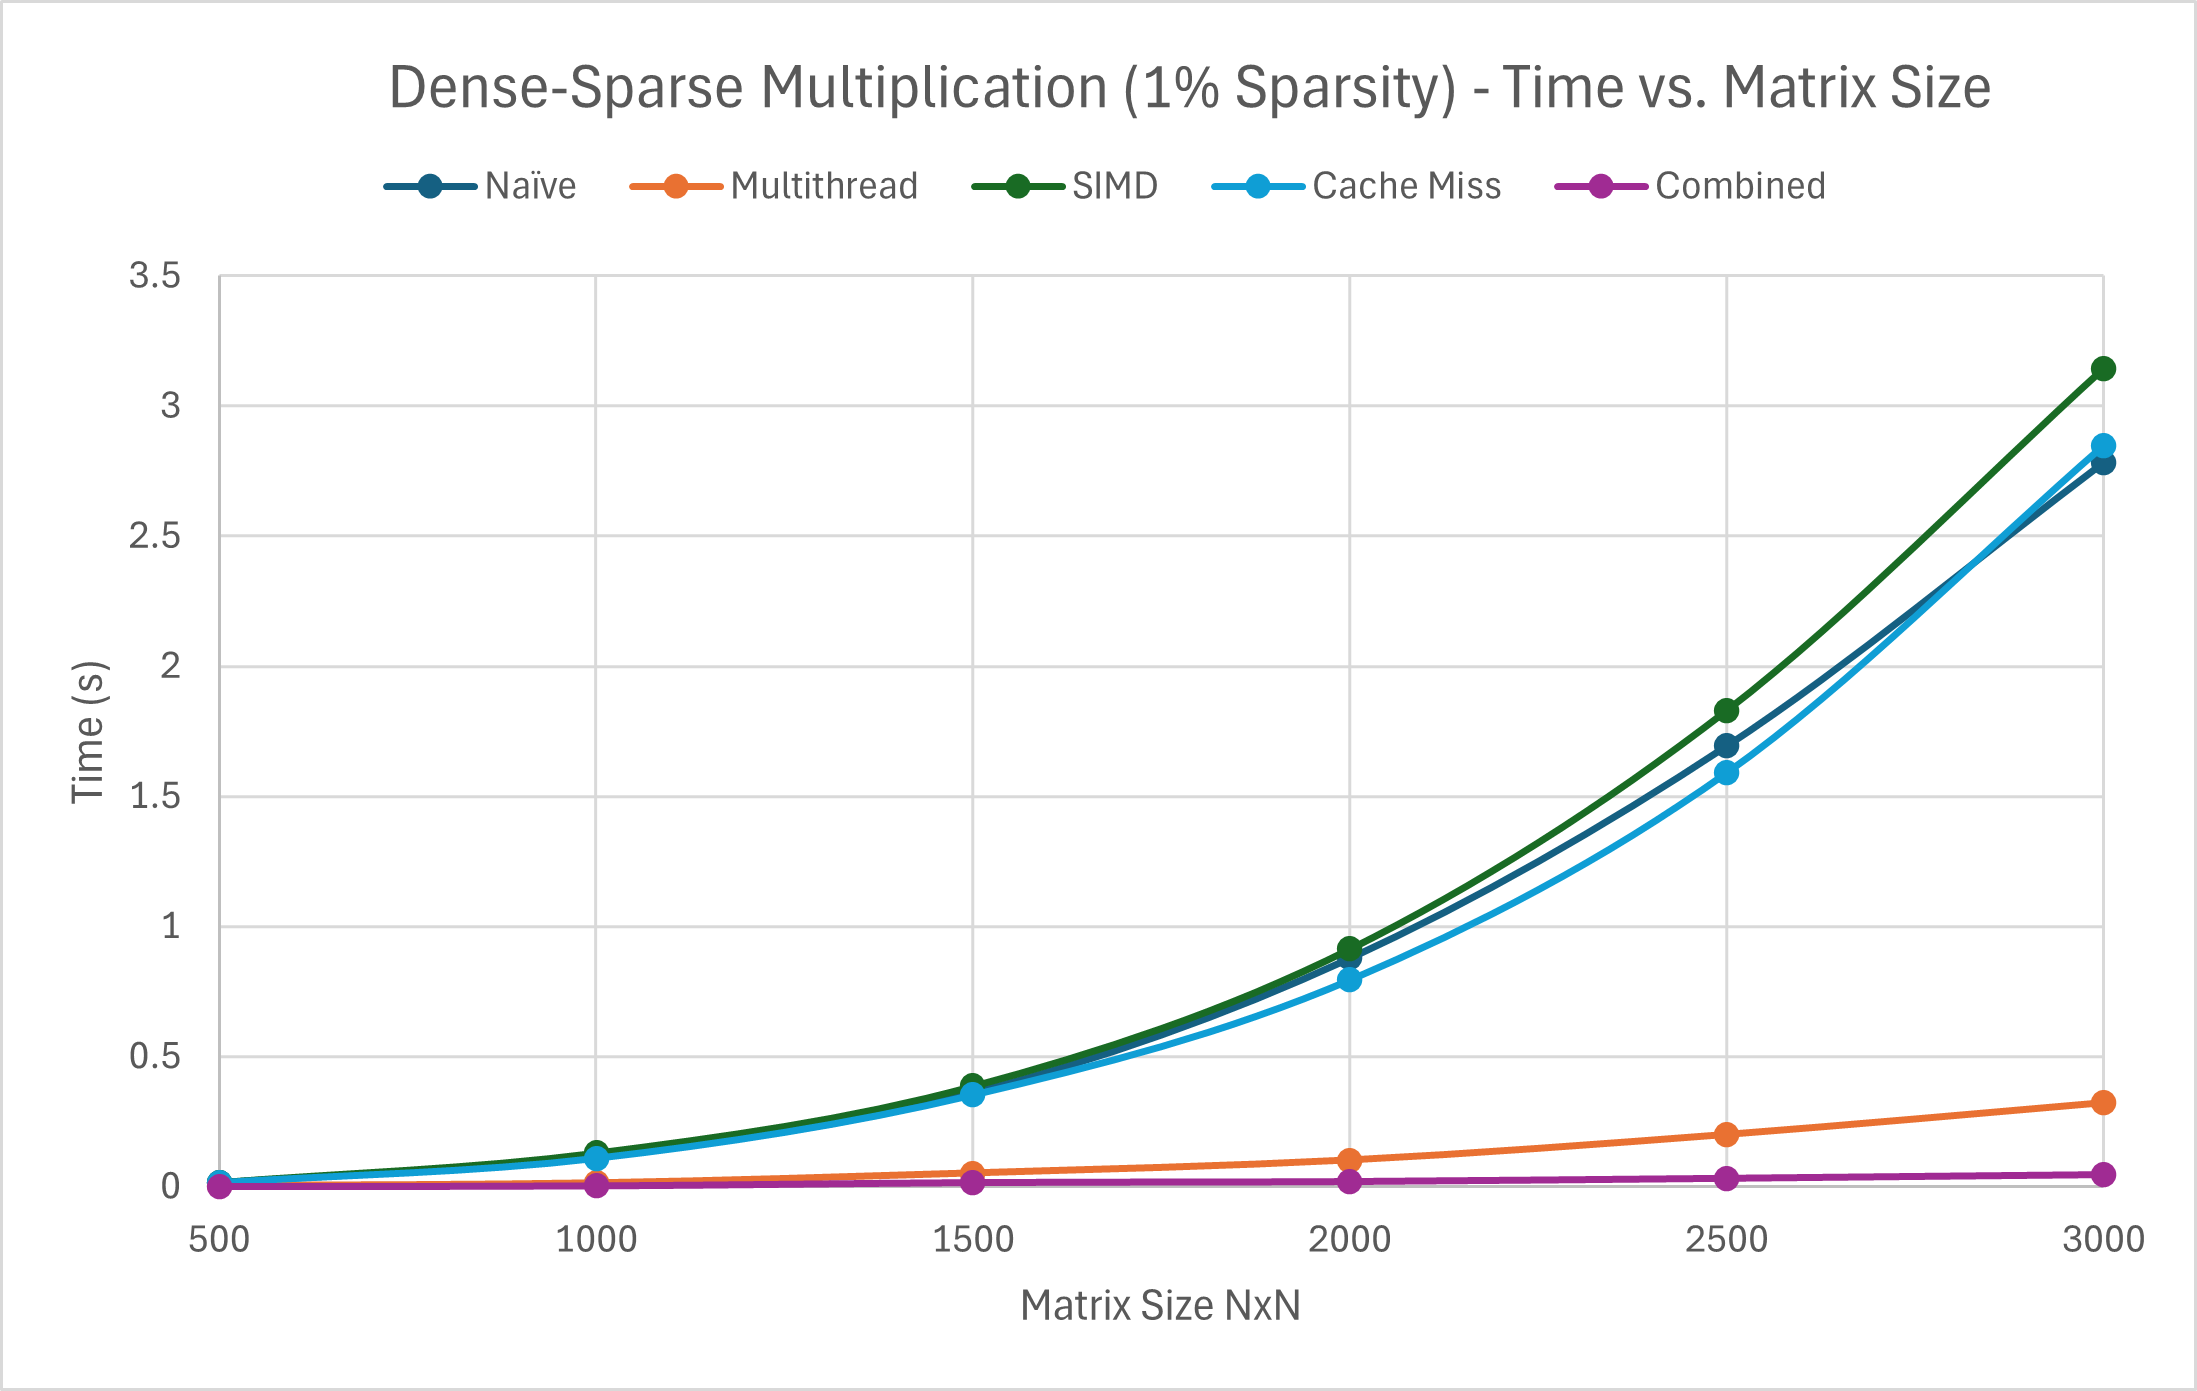 Dense-Sparse Multiplication (1% Sparsity) - Time vs. Matrix Size
Naïve Multithread SIMD Cache Miss Combined
3.5
3
2.5
2
1.5
1
0.5
0
Time (s)
500 1000 1500 2000 2500 3000
Matrix Size NxN